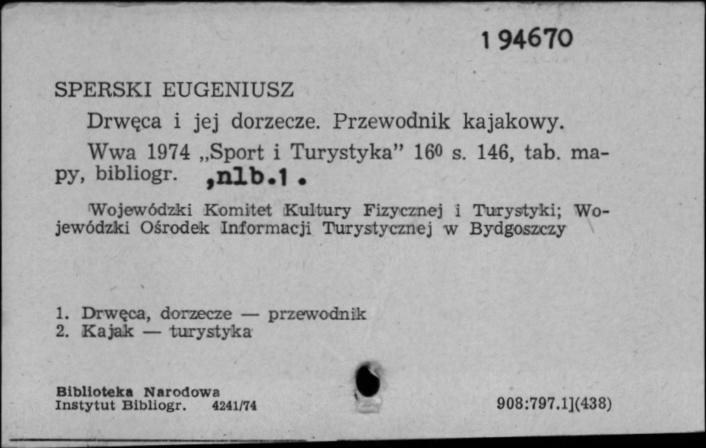 1 94670
SPERSKI EUGENIUSZ
Drwęca i jej dorzecze. Przewodnik kajakowy.
Wwa 1974 „Sport i Turystyka” 16⁰ s. 146, tab. ma-
py, bibliogr. ,nlb.1 .
Wojewódzki Komitet Kultury Fizycznej i Turystyki; Wo-
jewódzki Ośrodek Informacji Turystycznej w Bydgoszczy
1. Drwęca, dorzecze — przewodnik
2. Kajak — turystyka
Biblioteka Narodowa
Instytut Bibliogr. 4241/74 908:797.1](438)